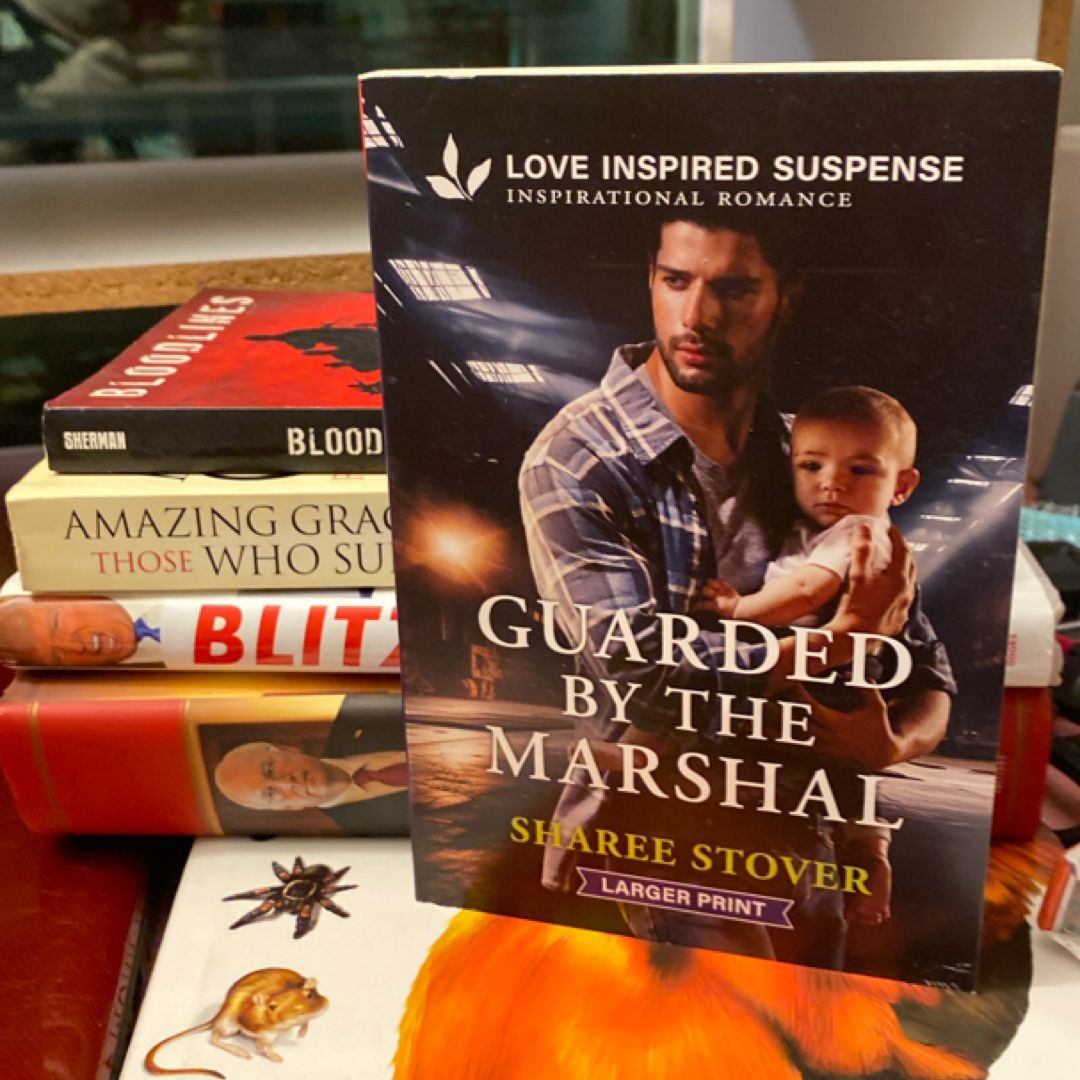 LOVE INSPIRED SUSPENSE
INSPIRATIONAL ROMANCE
GUARDED
BY THE
MARSHAL
SHAREE STOVER
LARGER PRINT
BLOODLINES
SHERMAN
BLOOD
AMAZING GRAC
THOSE WHO SU
BLITZ
BOOKS